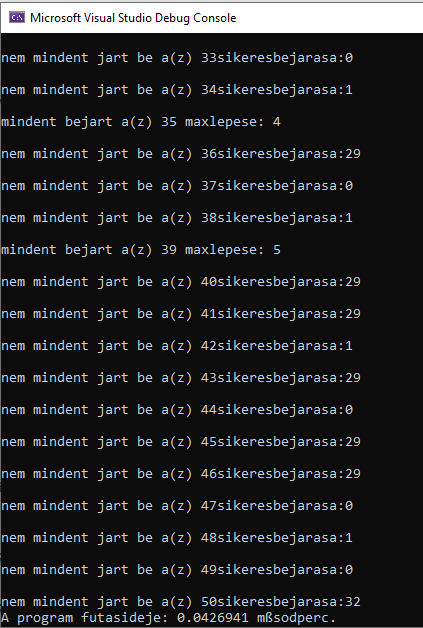 Microsoft Visual Studio Debug Console
nem mindent jart be a(z) 33sikeresbejarasa:0
nem mindent jart be a(z) 34sikeresbejarasa:1
mindent bejart a(z) 35 maxlepese: 4
nem mindent jart be a(z) 36sikeresbejarasa:29
nem mindent jart be a(z) 37sikeresbejarasa:0
nem mindent jart be a(z) 38sikeresbejarasa:1
mindent bejart a(z) 39 maxlepese: 5
nem mindent jart be a(z) 40sikeresbejarasa:29
nem mindent jart be a(z) 41sikeresbejarasa:29
nem mindent jart be a(z) 42sikeresbejarasa:1
nem mindent jart be a(z) 43sikeresbejarasa:29
nem mindent jart be a(z) 44sikeresbejarasa:0
nem mindent jart be a(z) 45sikeresbejarasa:29
nem mindent jart be a(z) 46sikeresbejarasa:29
nem mindent jart be a(z) 47sikeresbejarasa:0
nem mindent jart be a(z) 48sikeresbejarasa:1
nem mindent jart be a(z) 49sikeresbejarasa:0
nem mindent jart be a(z) 50sikeresbejarasa:32
A program futasideje: 0.0426941 mßsodperc.